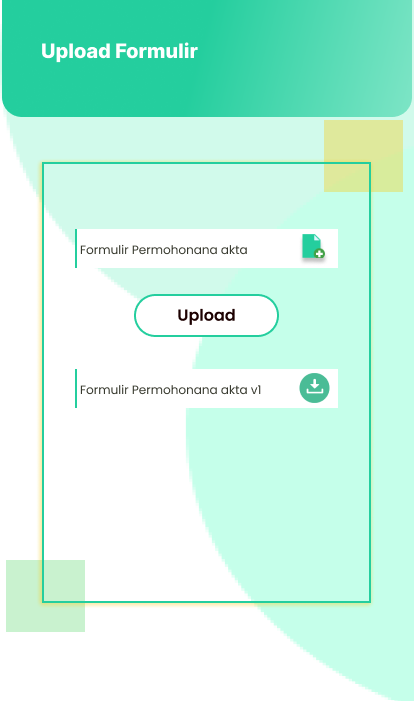 Upload Formulir
Formulir Permohonana akta
Upload
Formulir Permohonana akta v1